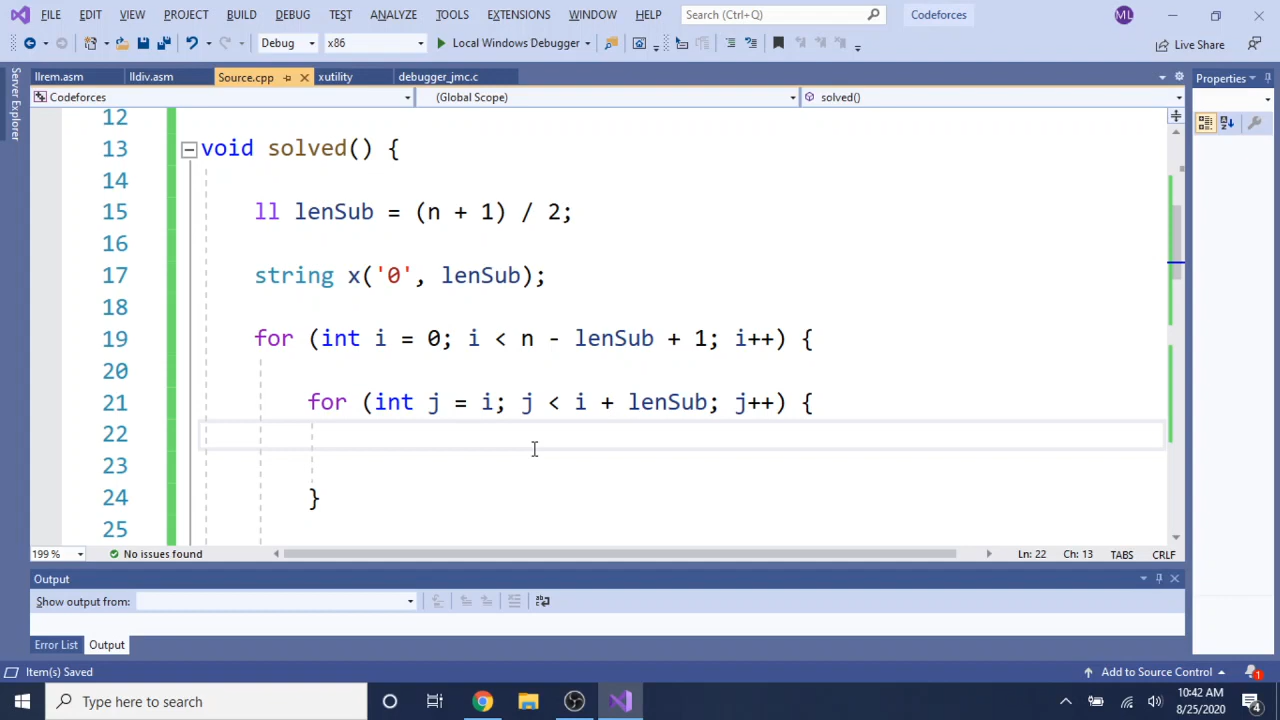 FILE EDIT VIEW PROJECT BUILD DEBUG TEST ANALYZE TOOLS EXTENSIONS WINDOW HELP Search (Ctrl+Q) Codeforces ML
Debug x86 Local Windows Debugger Live Share
Server Explorer
llrem.asm lldiv.asm Source.cpp xutility debugger_jmc.c Properties
Codeforces (Global Scope) solved()
12
13 void solved() {
14
15 ll lenSub = (n + 1) / 2;
16
17 string x('0', lenSub);
18
19 for (int i = 0; i < n - lenSub + 1; i++) {
20
21 for (int j = i; j < i + lenSub; j++) {
22
23
24 }
25
199 % No issues found Ln: 22 Ch: 13 TABS CRLF
Output
Show output from:
Error List Output
Item(s) Saved Add to Source Control 1
Type here to search 10:42 AM
8/25/2020 4